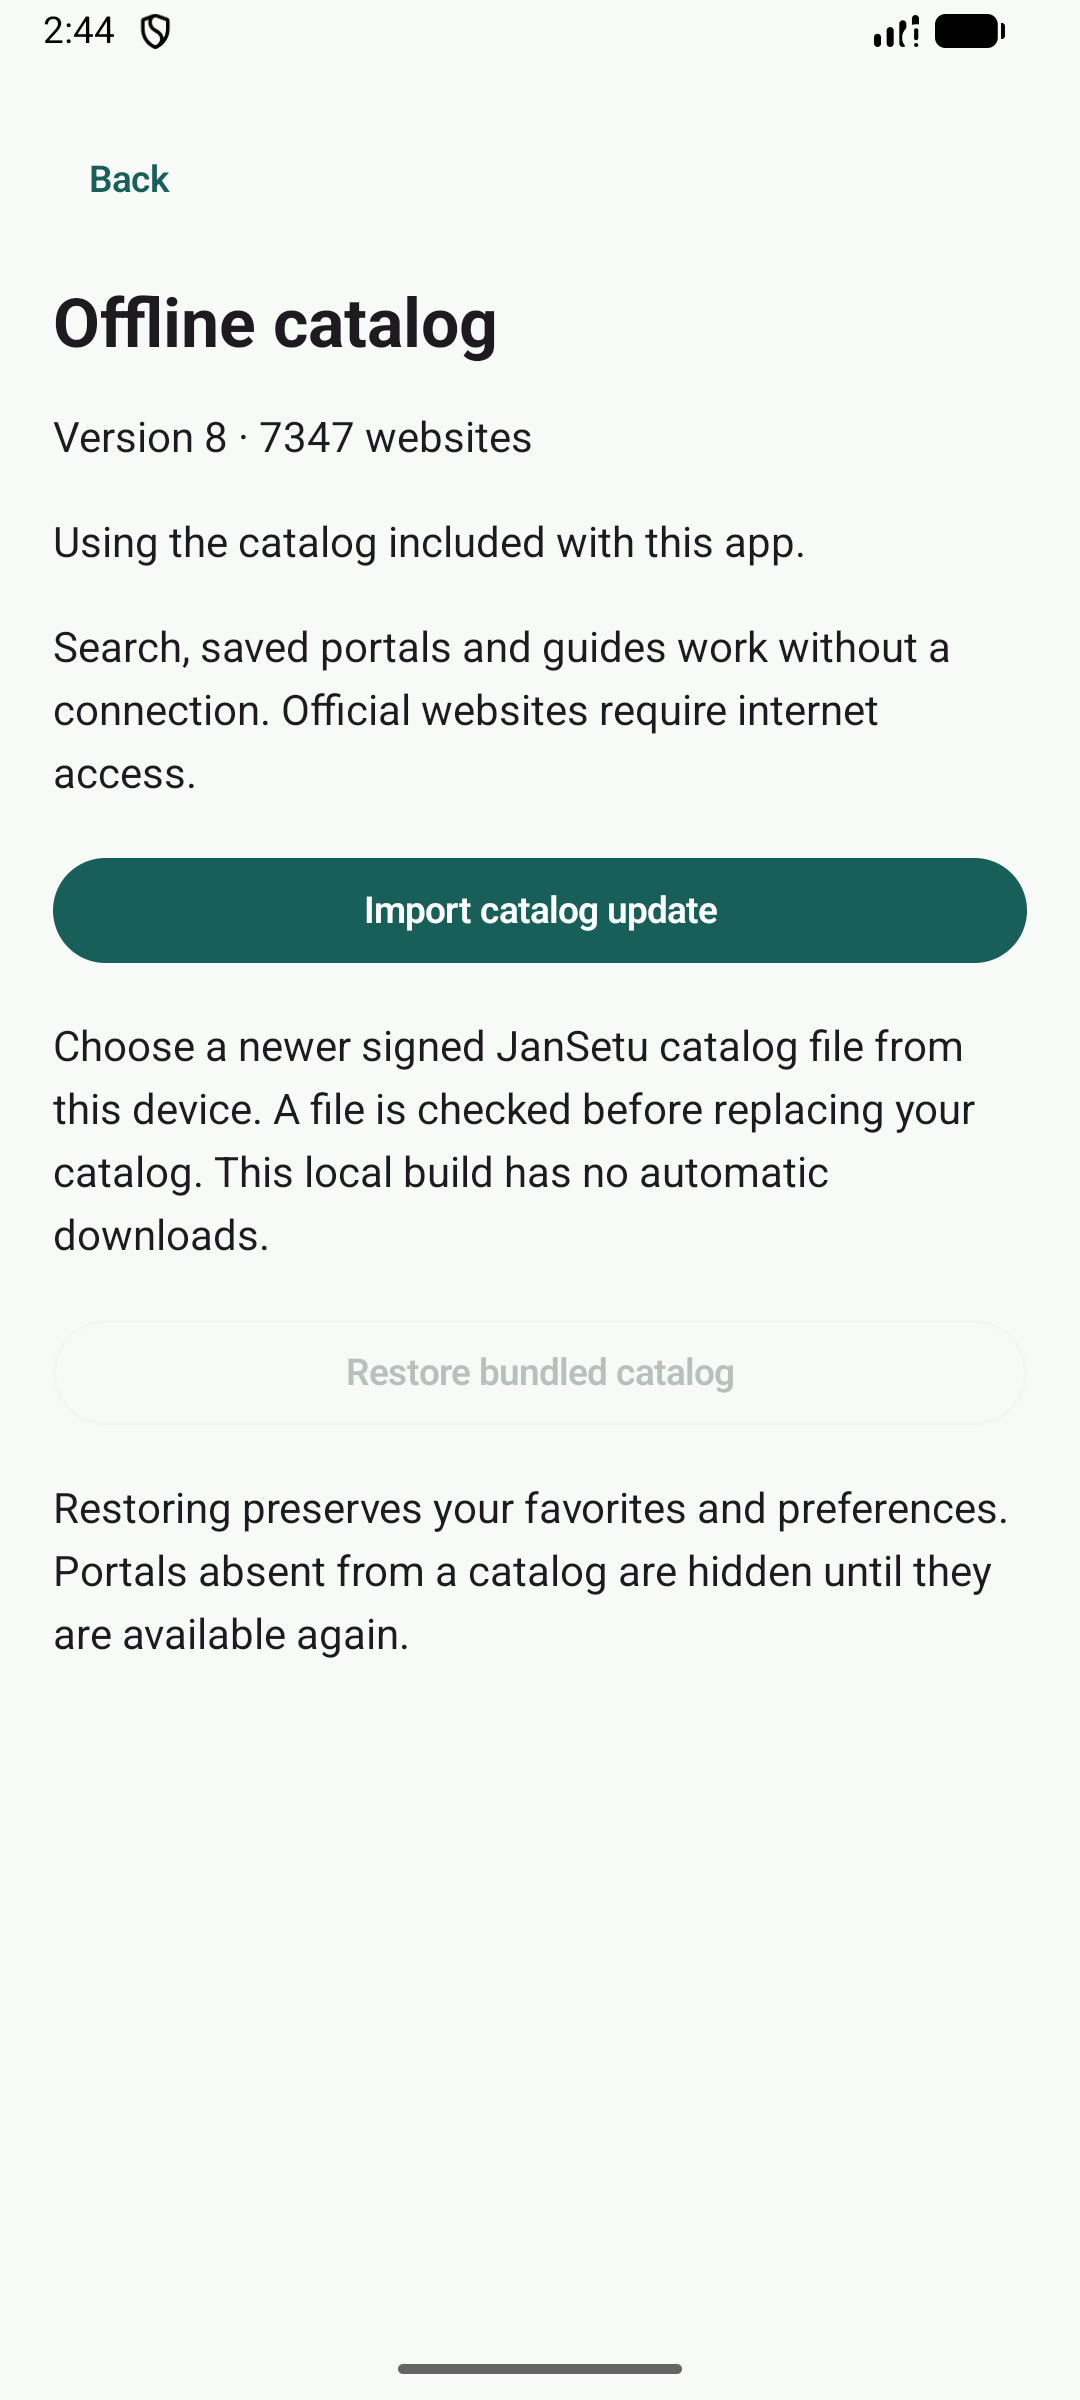 2:44
Back
Offline catalog
Version 8 · 7347 websites
Using the catalog included with this app.
Search, saved portals and guides work without a
connection. Official websites require internet
access.
Import catalog update
Choose a newer signed JanSetu catalog file from
this device. A file is checked before replacing your
catalog. This local build has no automatic
downloads.
Restore bundled catalog
Restoring preserves your favorites and preferences.
Portals absent from a catalog are hidden until they
are available again.